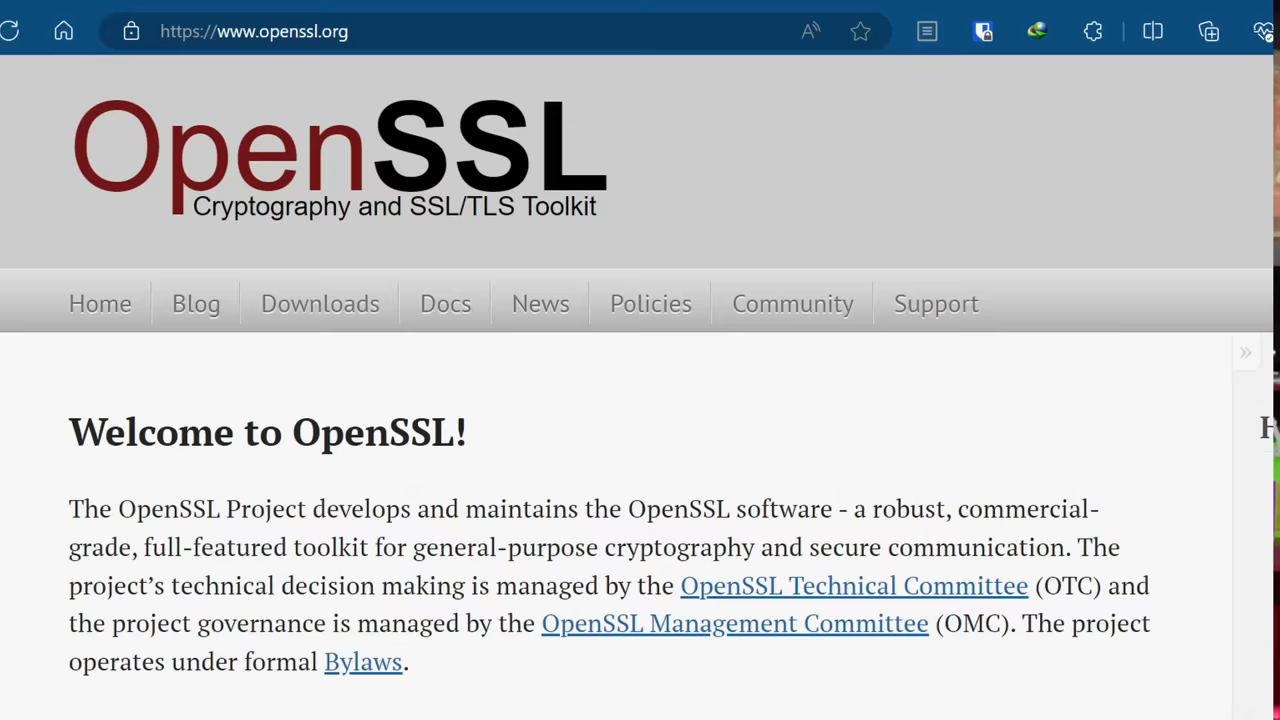 https://www.openssl.org
OpenSSL
Cryptography and SSL/TLS Toolkit
Home Blog Downloads Docs News Policies Community Support
Welcome to OpenSSL!
The OpenSSL Project develops and maintains the OpenSSL software - a robust, commercial-
grade, full-featured toolkit for general-purpose cryptography and secure communication. The
project’s technical decision making is managed by the OpenSSL Technical Committee (OTC) and
the project governance is managed by the OpenSSL Management Committee (OMC). The project
operates under formal Bylaws.